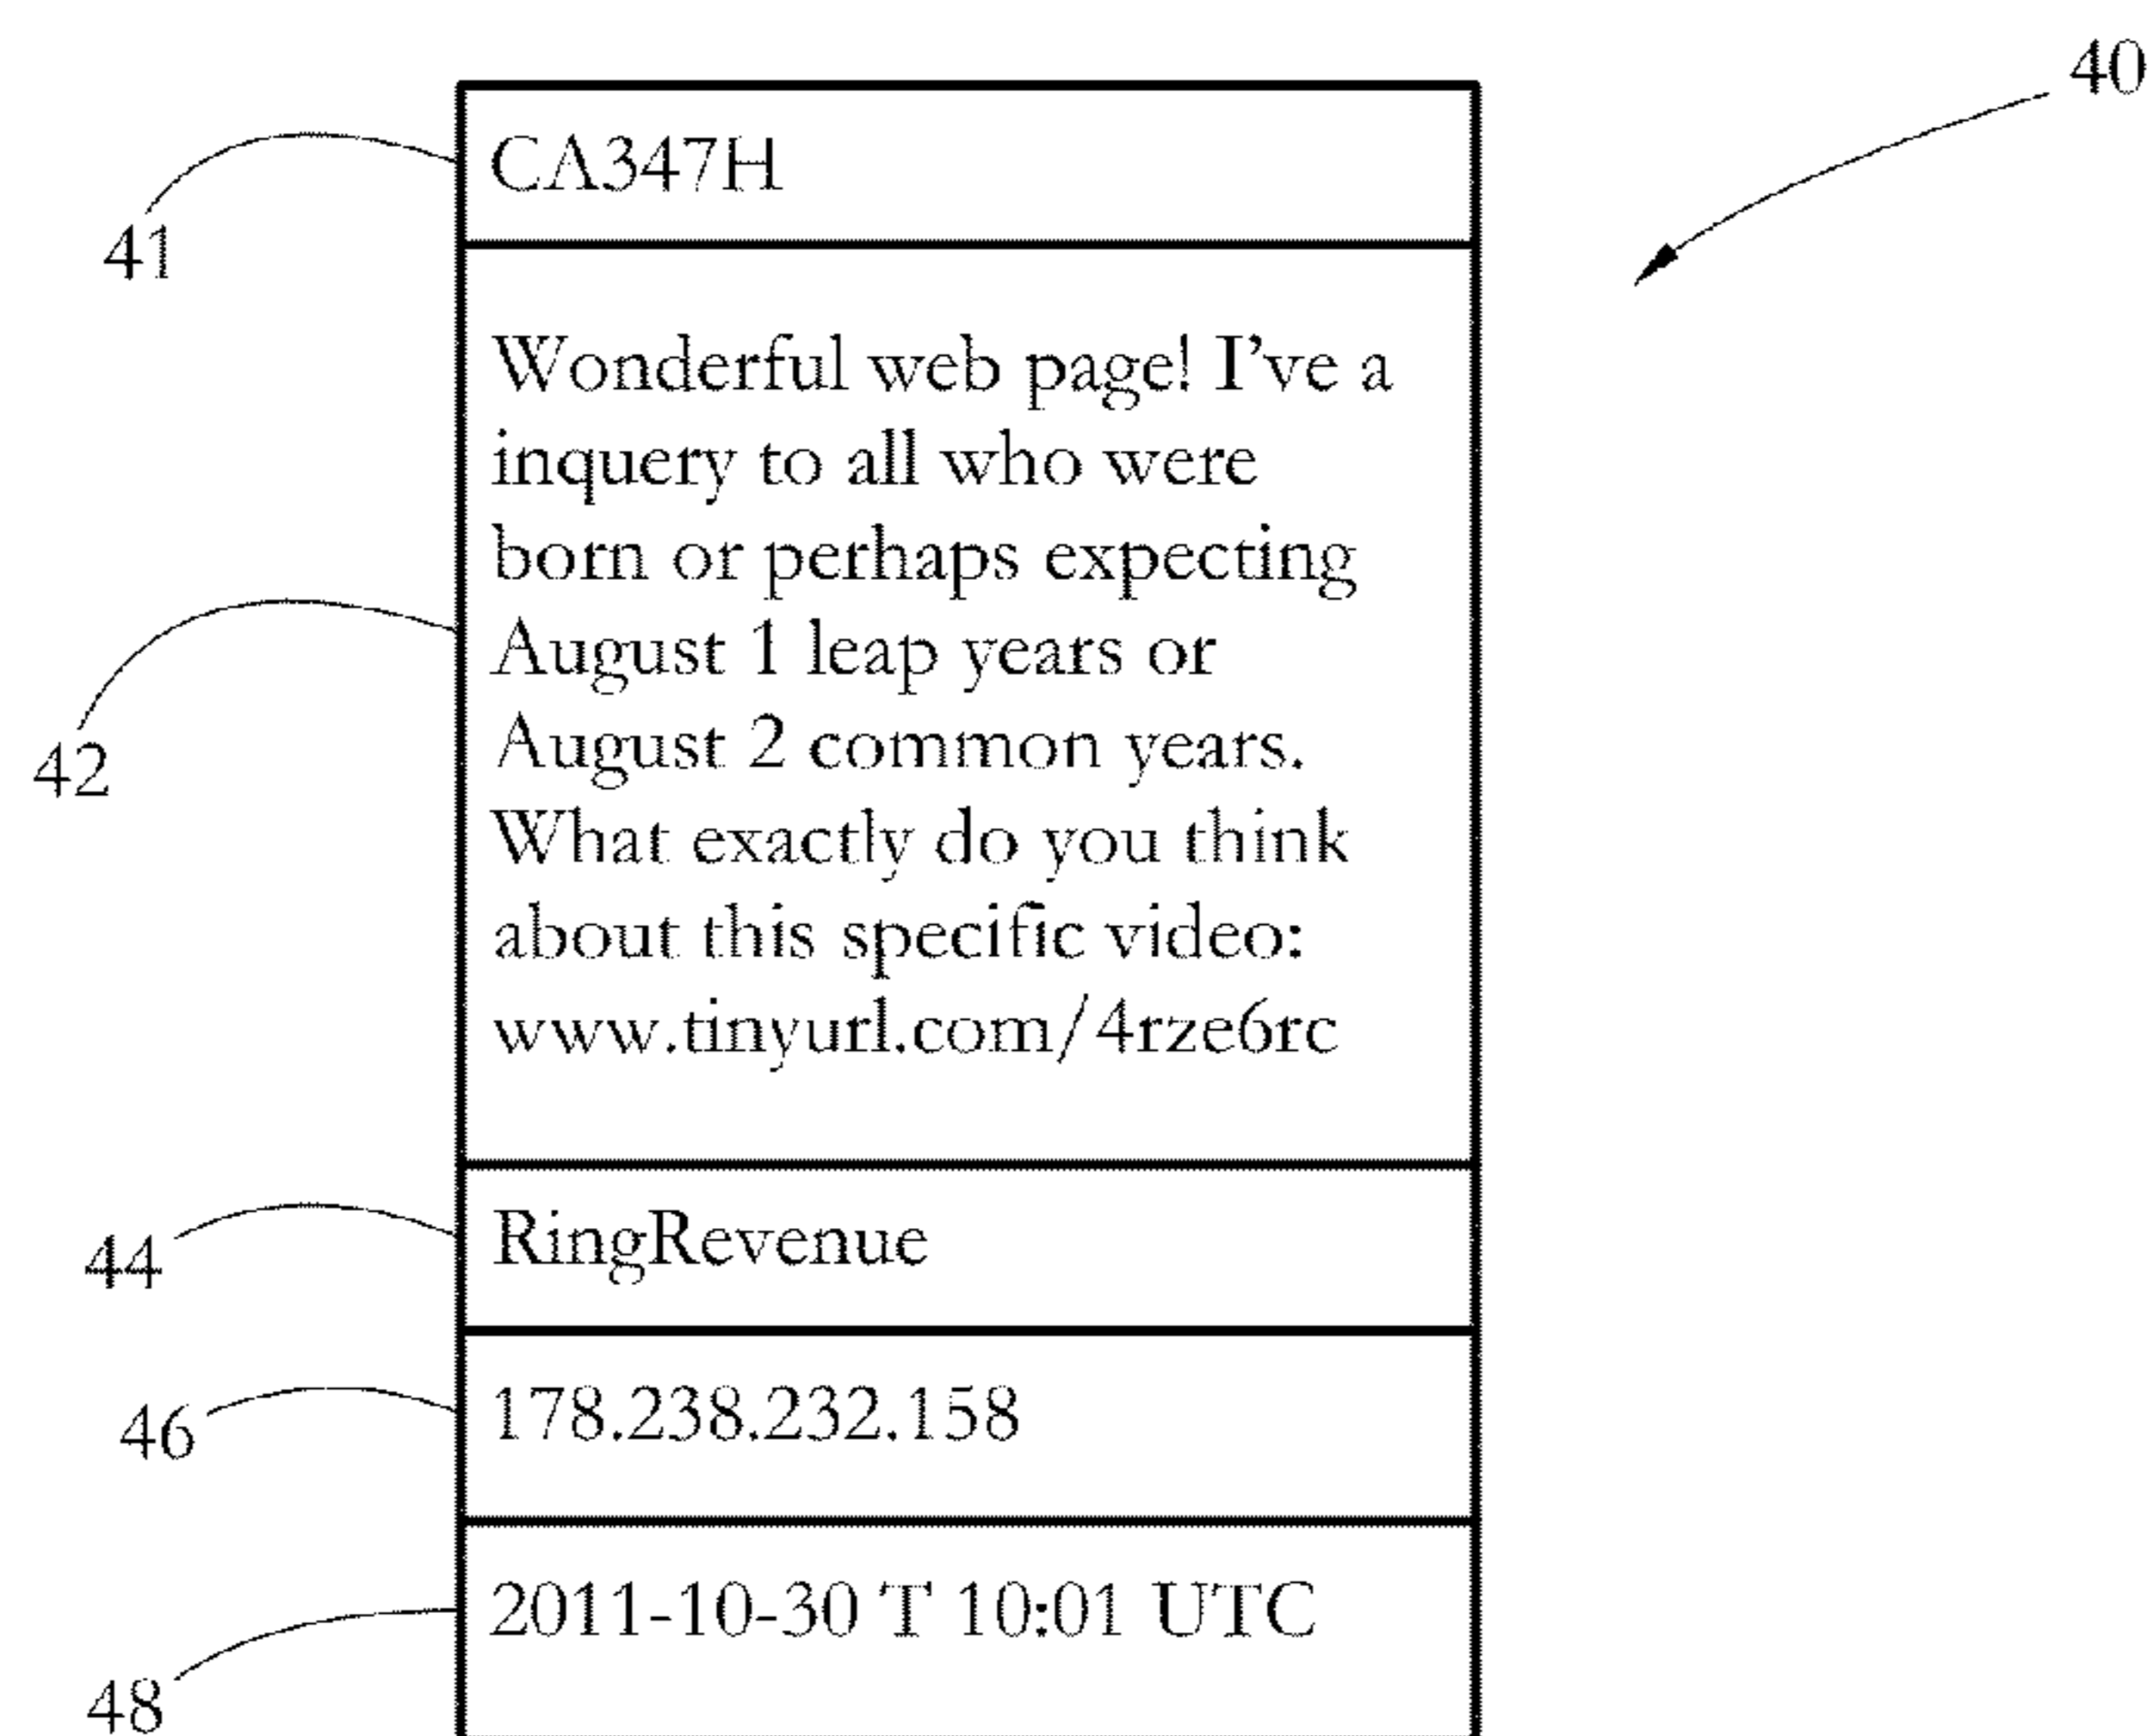 40
CA347H
41
Wonderful web page! I've a
inquery to all who were
born or perhaps expecting
August 1 leap years or
August 2 common years.
42
What exactly do you think
about this specific video:
www.tinyurl.com/4rze6rc
RingRevenue
44
178.238.232.158
46
2011-10-30 T 10:01 UTC
48